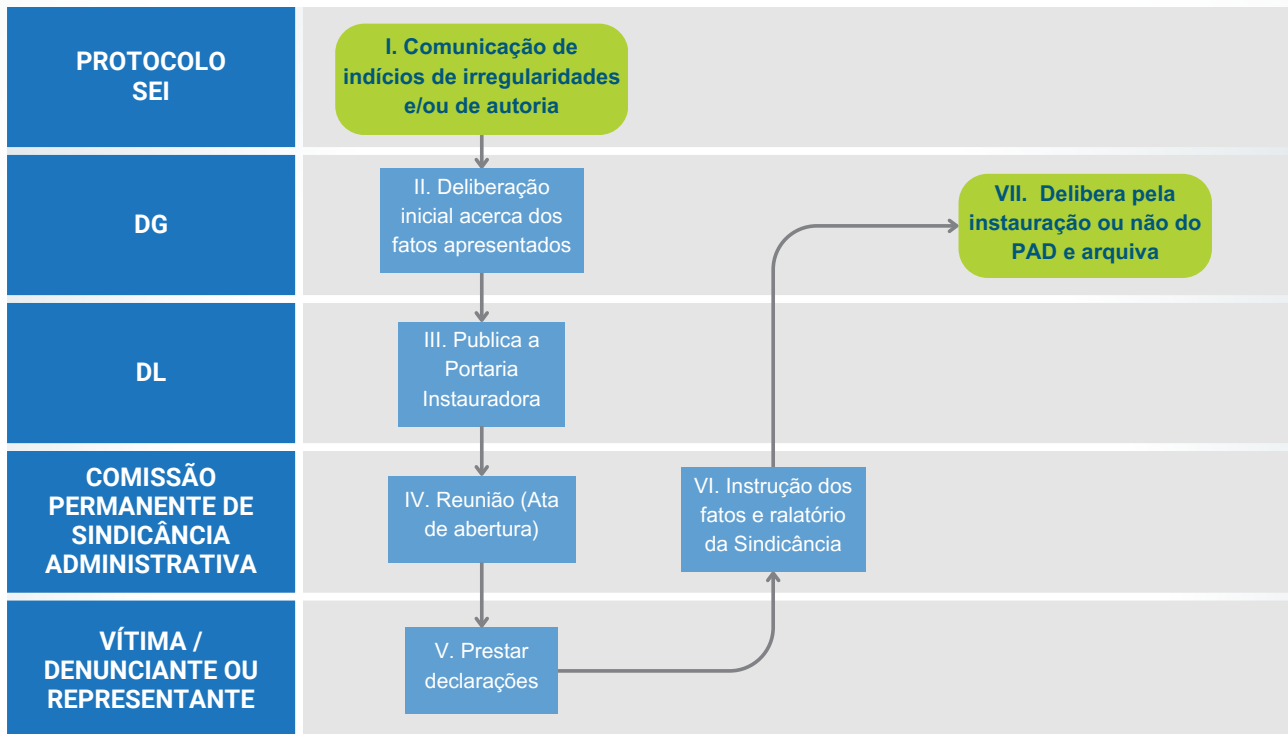 PROTOCOLO
SEI
I. Comunicação de
indícios de irregularidades
e/ou de autoria
DG
II. Deliberação
inicial acerca dos
fatos apresentados
VII. Delibera pela
instauração ou não do
PAD e arquiva
DL
III. Publica a
Portaria
Instauradora
COMISSÃO
PERMANENTE DE
SINDICÂNCIA
ADMINISTRATIVA
IV. Reunião (Ata
de abertura)
VI. Instrução dos
fatos e ralatório
da Sindicância
VÍTIMA /
DENUNCIANTE OU
REPRESENTANTE
V. Prestar
declarações